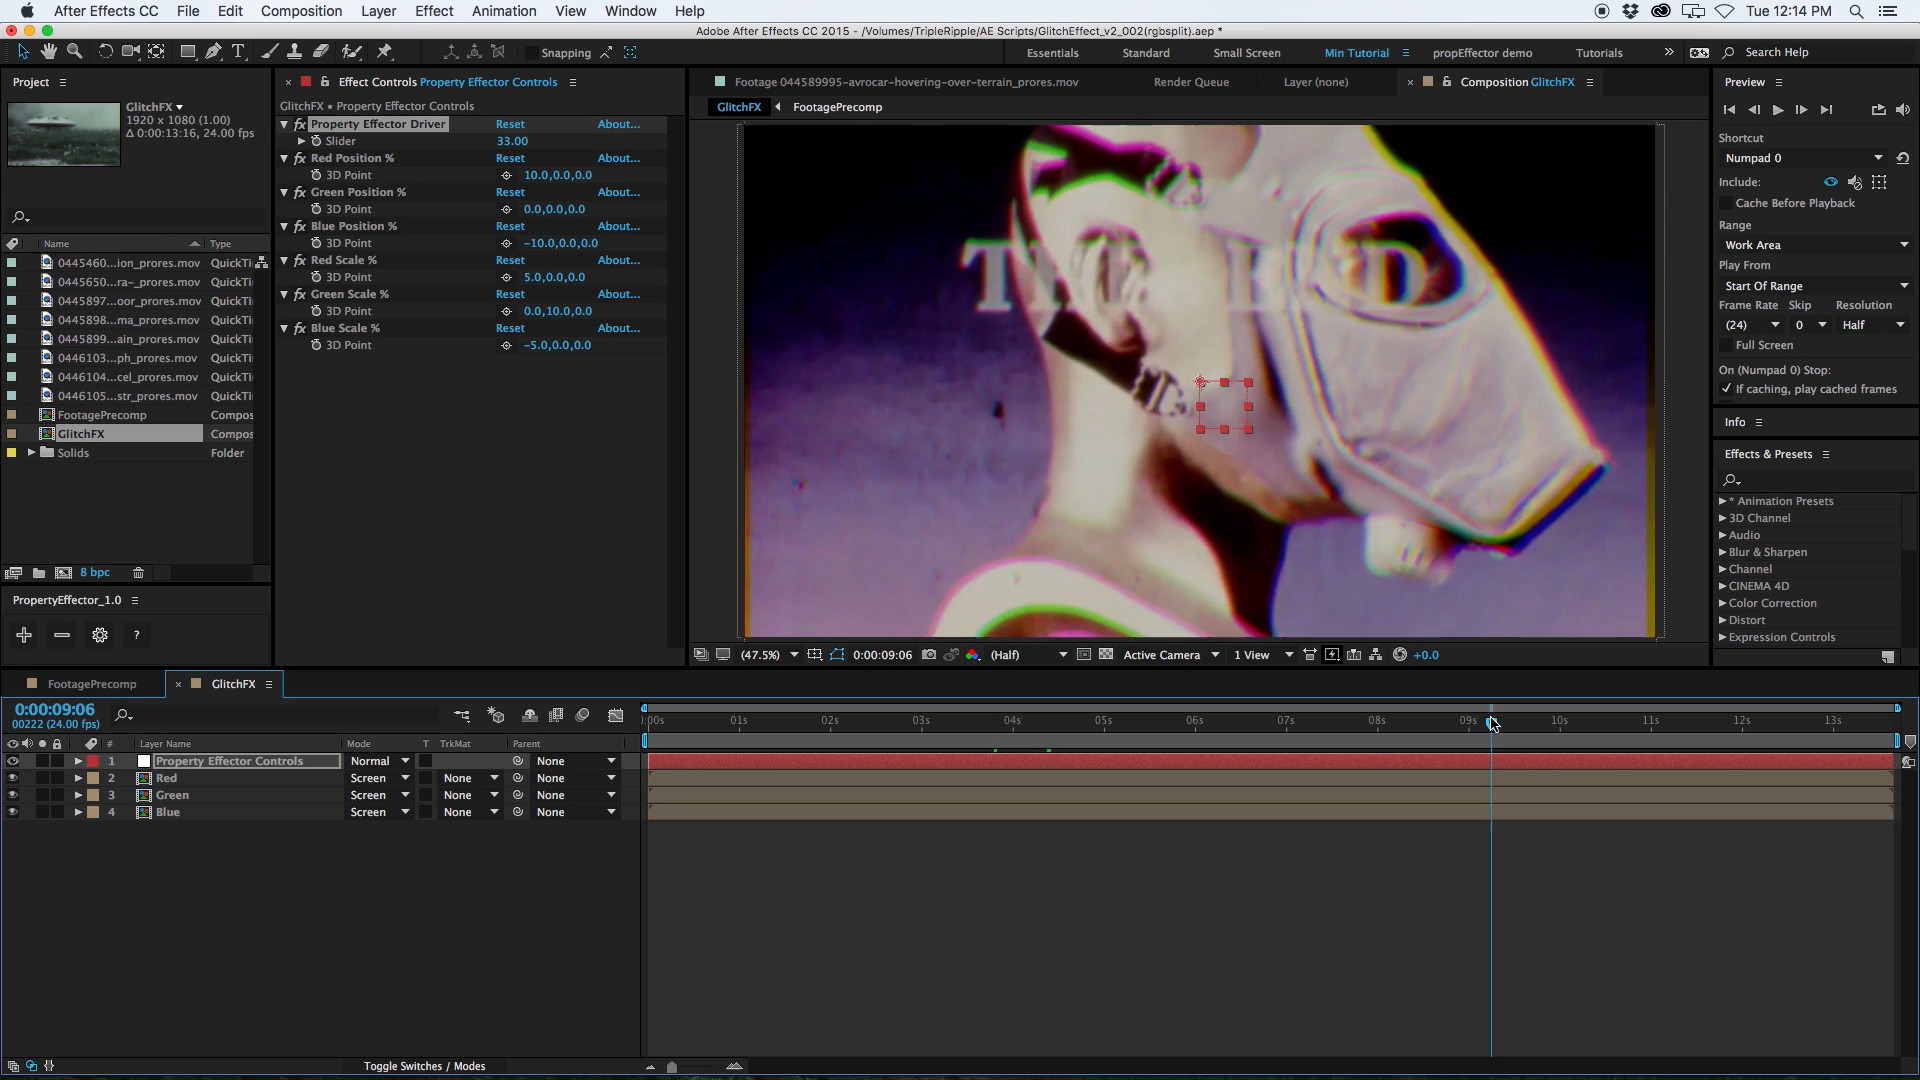 After Effects CC File Edit Composition Layer Effect Animation View Window Help Tue 12:14 PM
Adobe After Effects CC 2015 - /Volumes/TripleRipple/AE Scripts/GlitchEffect_v2_002(rgbsplit).aep *
Snapping Essentials Standard Small Screen Min Tutorial propEffector demo Tutorials » Search Help
Project
GlitchFX
1920 x 1080 (1.00)
Δ 0:00:13:16, 24.00 fps
Name Type
0445460...ion_prores.mov QuickTi
0445650...ra-_prores.mov QuickTi
0445897...oor_prores.mov QuickTi
0445898...ma_prores.mov QuickTi
0445899...ain_prores.mov QuickTi
0446103...ph_prores.mov QuickTi
0446104...cel_prores.mov QuickTi
0446105...str_prores.mov QuickTi
FootagePrecomp Compos
GlitchFX Compos
Solids Folder
8 bpc
PropertyEffector_1.0
?
× Effect Controls Property Effector Controls
GlitchFX • Property Effector Controls
fx Property Effector Driver Reset About...
Slider 33.00
fx Red Position % Reset About...
3D Point 10.0,0.0,0.0
fx Green Position % Reset About...
3D Point 0.0,0.0,0.0
fx Blue Position % Reset About...
3D Point -10.0,0.0,0.0
fx Red Scale % Reset About...
3D Point 5.0,0.0,0.0
fx Green Scale % Reset About...
3D Point 0.0,10.0,0.0
fx Blue Scale % Reset About...
3D Point -5.0,0.0,0.0
Footage 044589995-avrocar-hovering-over-terrain_prores.mov Render Queue Layer (none) × Composition GlitchFX
GlitchFX FootagePrecomp
(47.5%) 0:00:09:06 (Half) Active Camera 1 View +0.0
Preview
Shortcut
Numpad 0
Include:
Cache Before Playback
Range
Work Area
Play From
Start Of Range
Frame Rate Skip Resolution
(24) 0 Half
Full Screen
On (Numpad 0) Stop:
If caching, play cached frames
Info
Effects & Presets
* Animation Presets
3D Channel
Audio
Blur & Sharpen
Channel
CINEMA 4D
Color Correction
Distort
Expression Controls
FootagePrecomp × GlitchFX
0:00:09:06
00222 (24.00 fps)
:00s 01s 02s 03s 04s 05s 06s 07s 08s 09s 10s 11s 12s 13s
# Layer Name Mode T TrkMat Parent
1 Property Effector Controls Normal None
2 Red Screen None None
3 Green Screen None None
4 Blue Screen None None
Toggle Switches / Modes